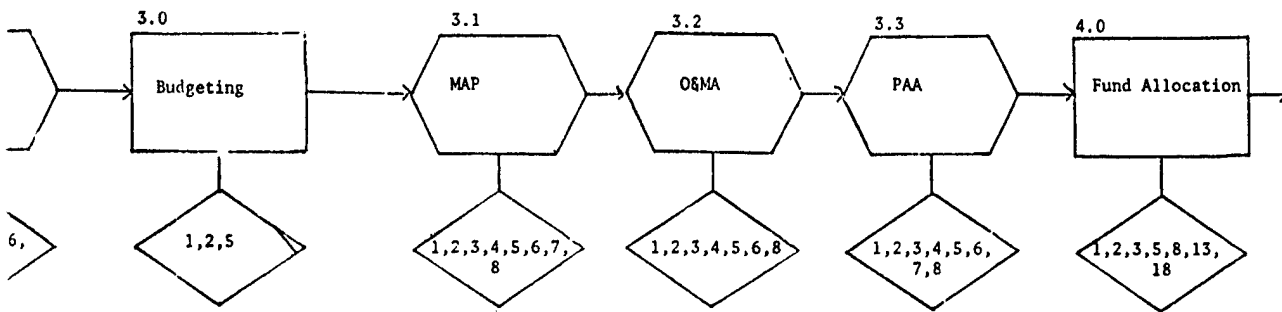 3.0
3.1
3.2
3.3
4.0
Budgeting
MAP
O&MA
PAA
Fund Allocation
6,
1,2,5
1,2,3,4,5,6,7,
8
1,2,3,4,5,6,8
1,2,3,4,5,6,
7,8
1,2,3,5,8,13,
18